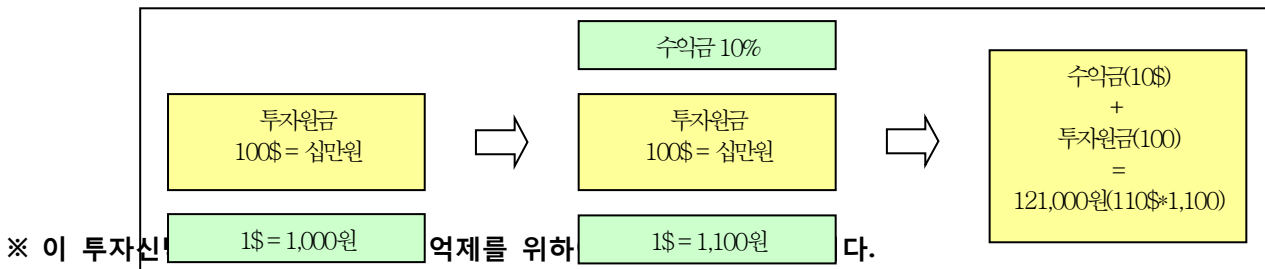 수익금 10%
투자원금
100$ = 십만원
투자원금
100$ = 십만원
수익금(10$)
+
투자원금(100)
=
121,000원(110$*1,100)
1$ = 1,000원
1$ = 1,100원
※ 이 투자신 억제를 위하 다.